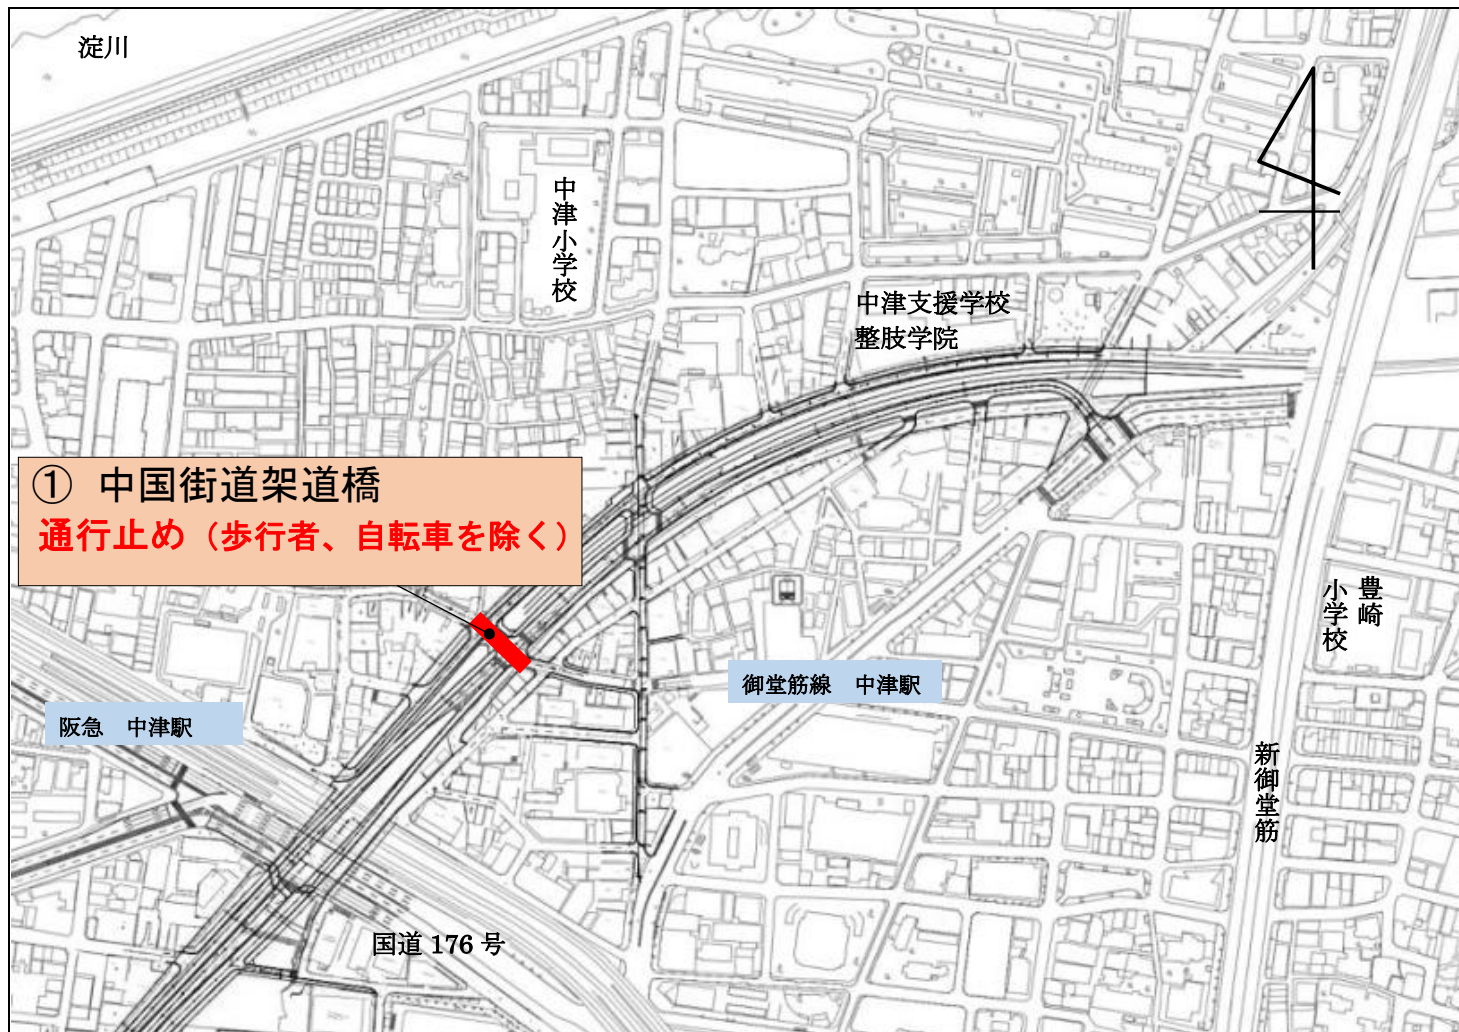 淀川
中津小学校
中津支援学校
整肢学院
① 中国街道架道橋
通行止め（歩行者、自転車を除く）
豊崎
小学校
御堂筋線　中津駅
阪急　中津駅
新御堂筋
国道 176 号